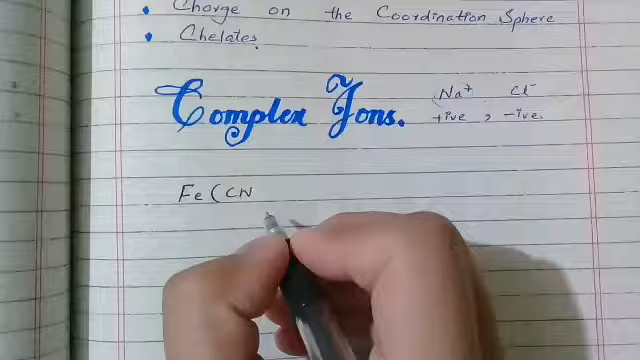 • Charge on the Coordination Sphere
• Chelates.
Complex Ions. Na⁺ Cl⁻
+ive , -ive.
Fe (CN